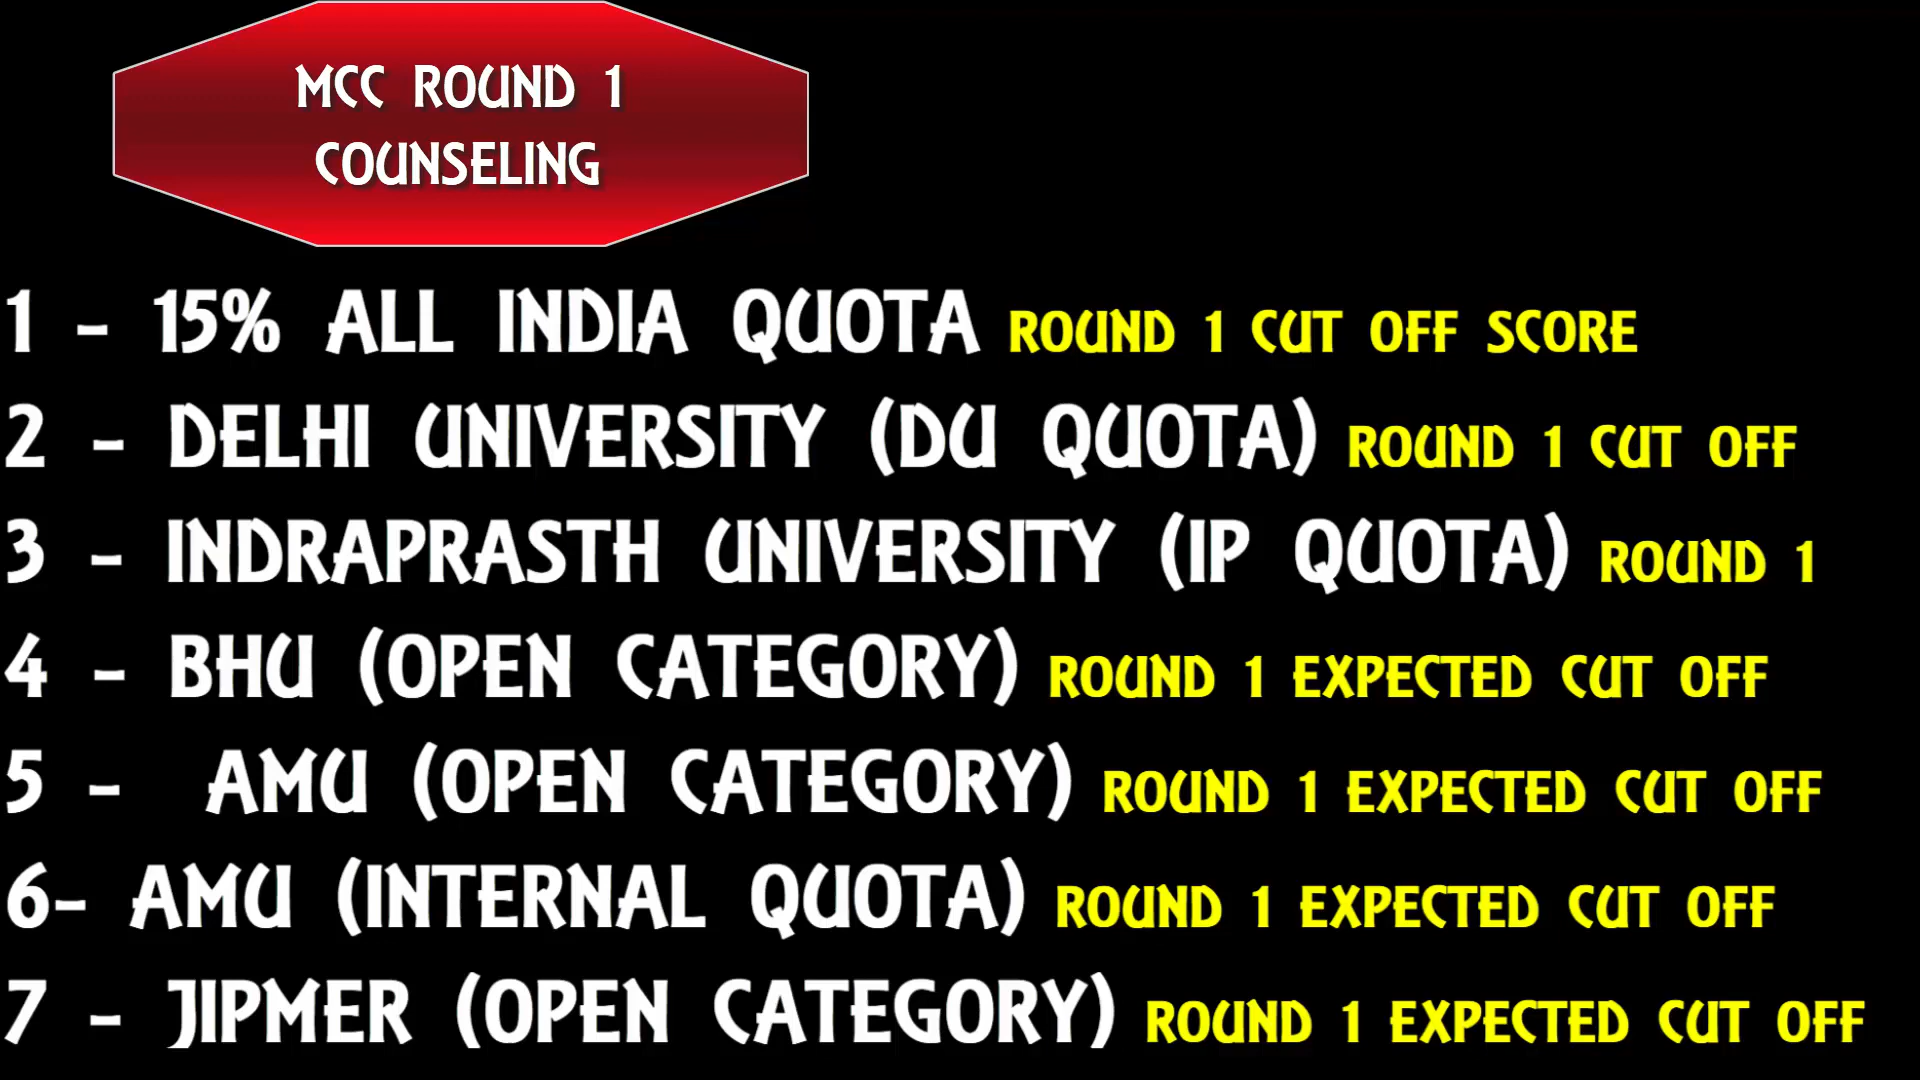 MCC ROUND 1
COUNSELING
1 - 15% ALL INDIA QUOTA ROUND 1 CUT OFF SCORE
2 - DELHI UNIVERSITY (DU QUOTA) ROUND 1 CUT OFF
3 - INDRAPRASTH UNIVERSITY (IP QUOTA) ROUND 1
4 - BHU (OPEN CATEGORY) ROUND 1 EXPECTED CUT OFF
5 - AMU (OPEN CATEGORY) ROUND 1 EXPECTED CUT OFF
6- AMU (INTERNAL QUOTA) ROUND 1 EXPECTED CUT OFF
7 - JIPMER (OPEN CATEGORY) ROUND 1 EXPECTED CUT OFF